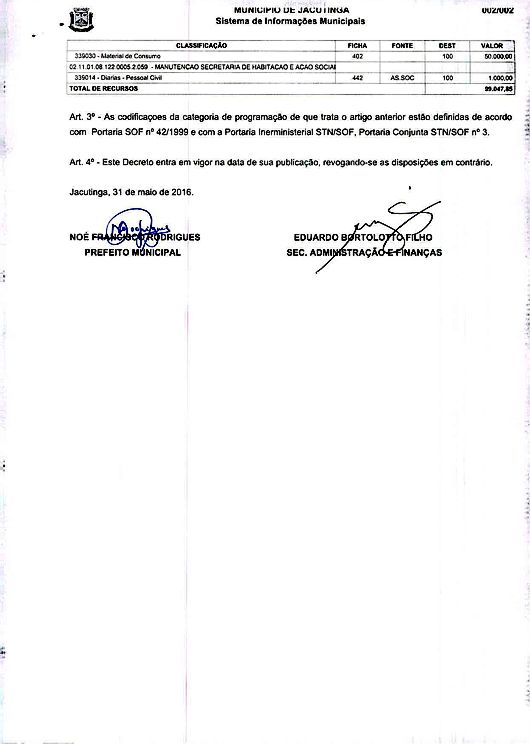 MUNICÍPIO DE JACUTINGA 002/002
Sistema de Informações Municipais
CLASSIFICAÇÃO FICHA FONTE DEST VALOR
339030 - Material de Consumo 402 100 50.000,00
02.11.01.08.122.0005.2.059 - MANUTENCAO SECRETARIA DE HABITACAO E ACAO SOCIAL
339014 - Diarias - Pessoal Civil 442 AS.SOC 100 1.000,00
TOTAL DE RECURSOS 99.047,85
Art. 3º - As codificaçoes da categoria de programação de que trata o artigo anterior estão definidas de acordo
com Portaria SOF nº 42/1999 e com a Portaria Inerministerial STN/SOF, Portaria Conjunta STN/SOF nº 3.
Art. 4º - Este Decreto entra em vigor na data de sua publicação, revogando-se as disposições em contrário.
Jacutinga, 31 de maio de 2016.
NOÉ FRANCISCO RODRIGUES EDUARDO BORTOLOTTO FILHO
PREFEITO MUNICIPAL SEC. ADMINISTRAÇÃO E FINANÇAS